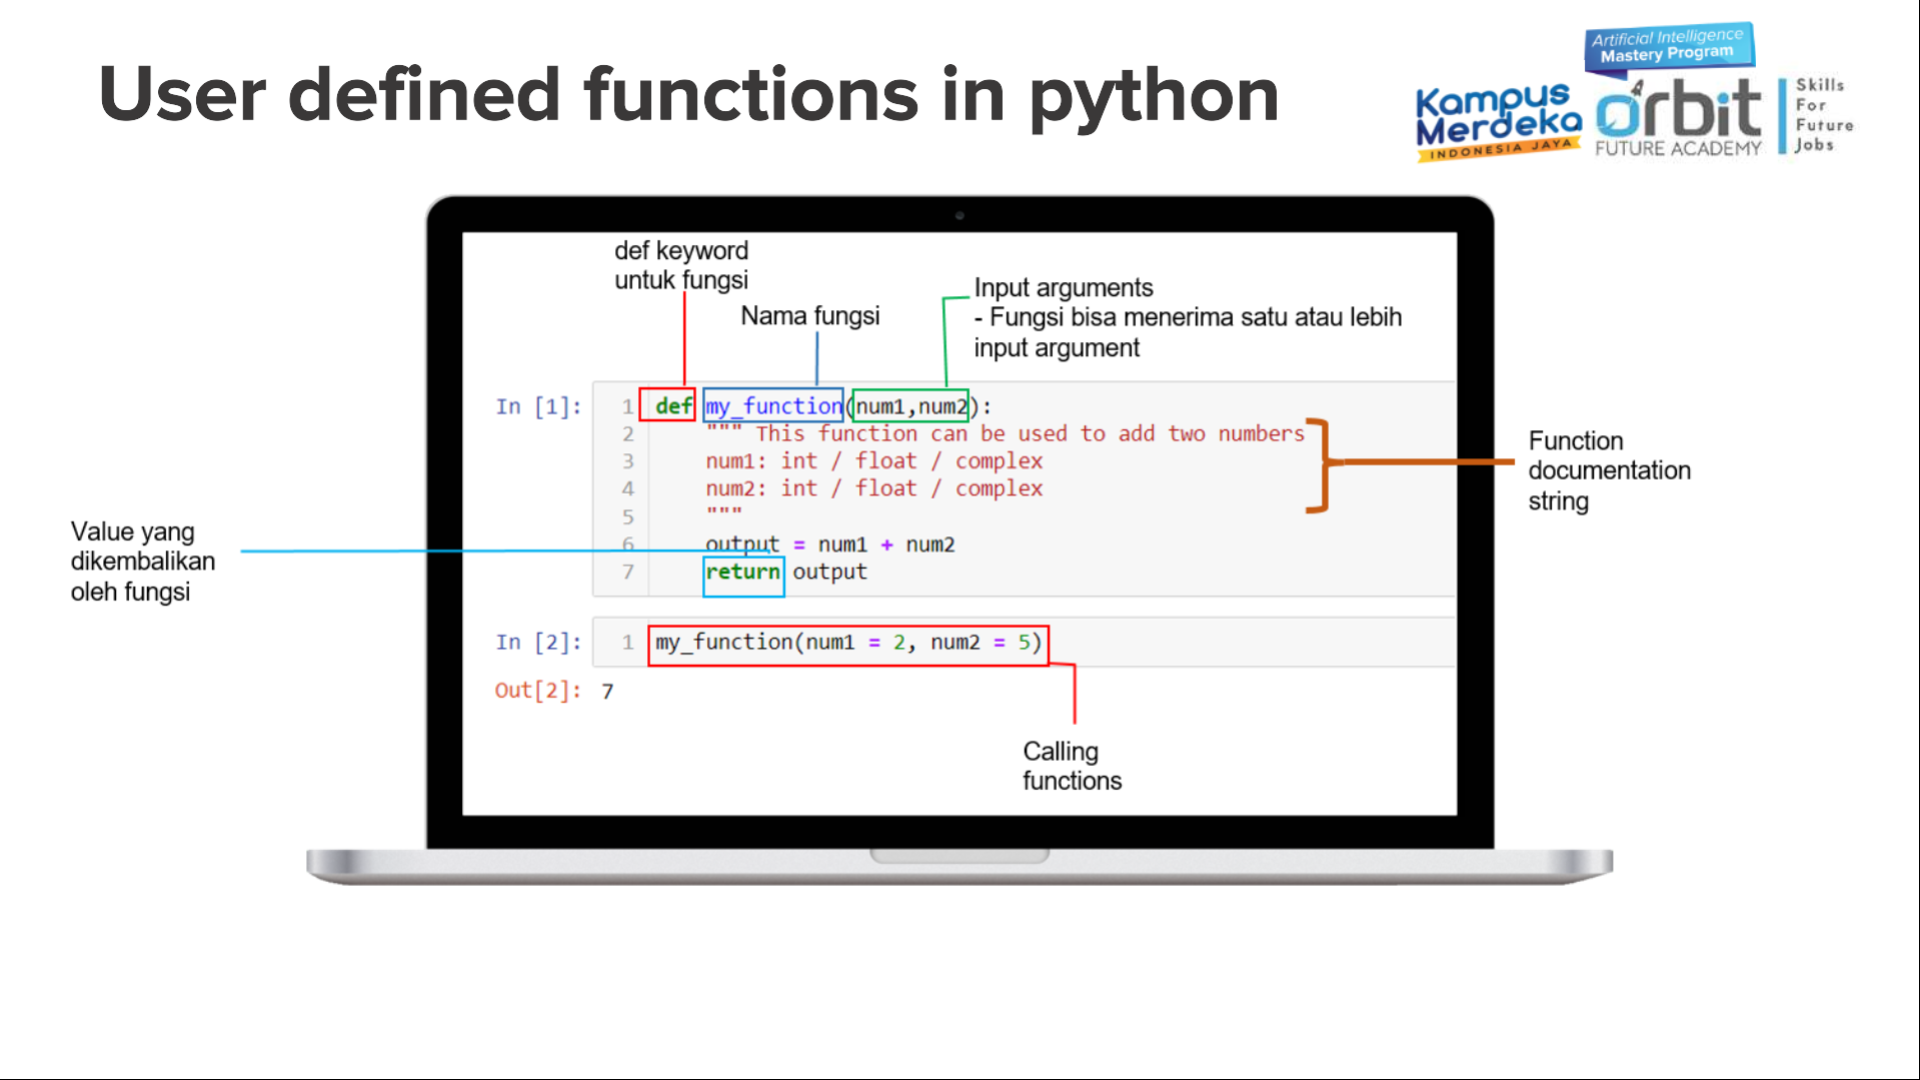 User defined functions in python
Artificial Intelligence
Mastery Program
Kampus
Merdeka
INDONESIA JAYA
orbit
FUTURE ACADEMY
Skills
For
Future
Jobs
def keyword
untuk fungsi
Nama fungsi
Input arguments
- Fungsi bisa menerima satu atau lebih
input argument
In [1]:
1 def my_function(num1,num2):
2 """ This function can be used to add two numbers
3 num1: int / float / complex
4 num2: int / float / complex
5 """
6 output = num1 + num2
7 return output
Function
documentation
string
Value yang
dikembalikan
oleh fungsi
In [2]:
1 my_function(num1 = 2, num2 = 5)
Out[2]: 7
Calling
functions